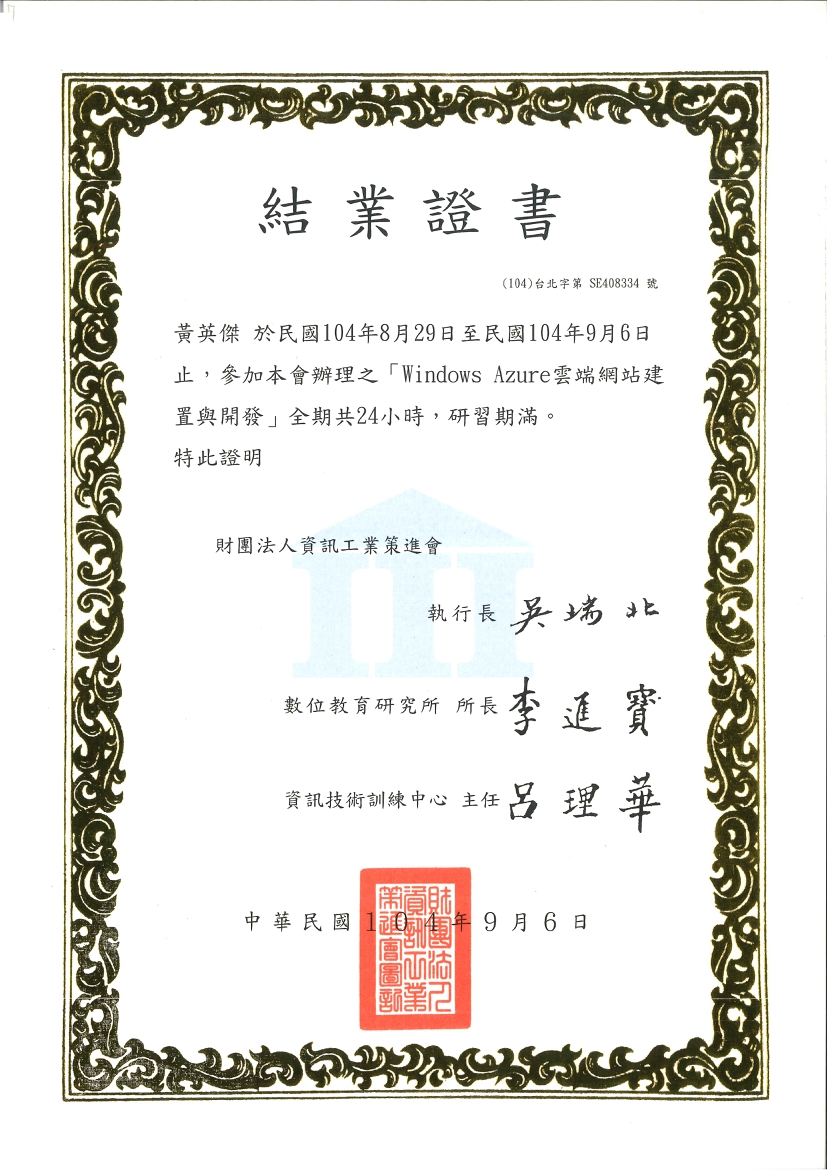 結業證書
(104)台北字第 SE408334 號
黃英傑 於民國104年8月29日至民國104年9月6日
止，參加本會辦理之「Windows Azure雲端網站建
置與開發」全期共24小時，研習期滿。
特此證明
財團法人資訊工業策進會
執行長 吳瑞北
數位教育研究所 所長 李進寶
資訊技術訓練中心 主任 呂理華
中華民國104年9月6日
財團法人
資訊工業
策進會圖記